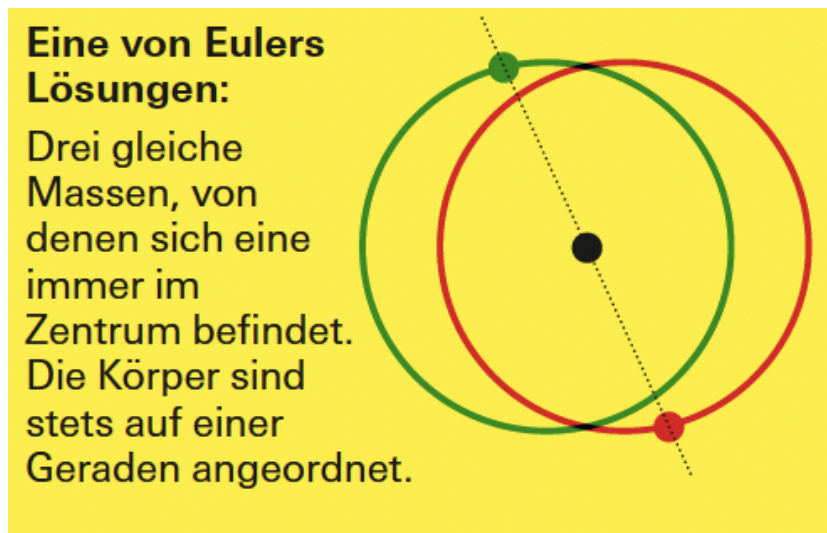 Eine von Eulers
Lösungen:
Drei gleiche
Massen, von
denen sich eine
immer im
Zentrum befindet.
Die Körper sind
stets auf einer
Geraden angeordnet.